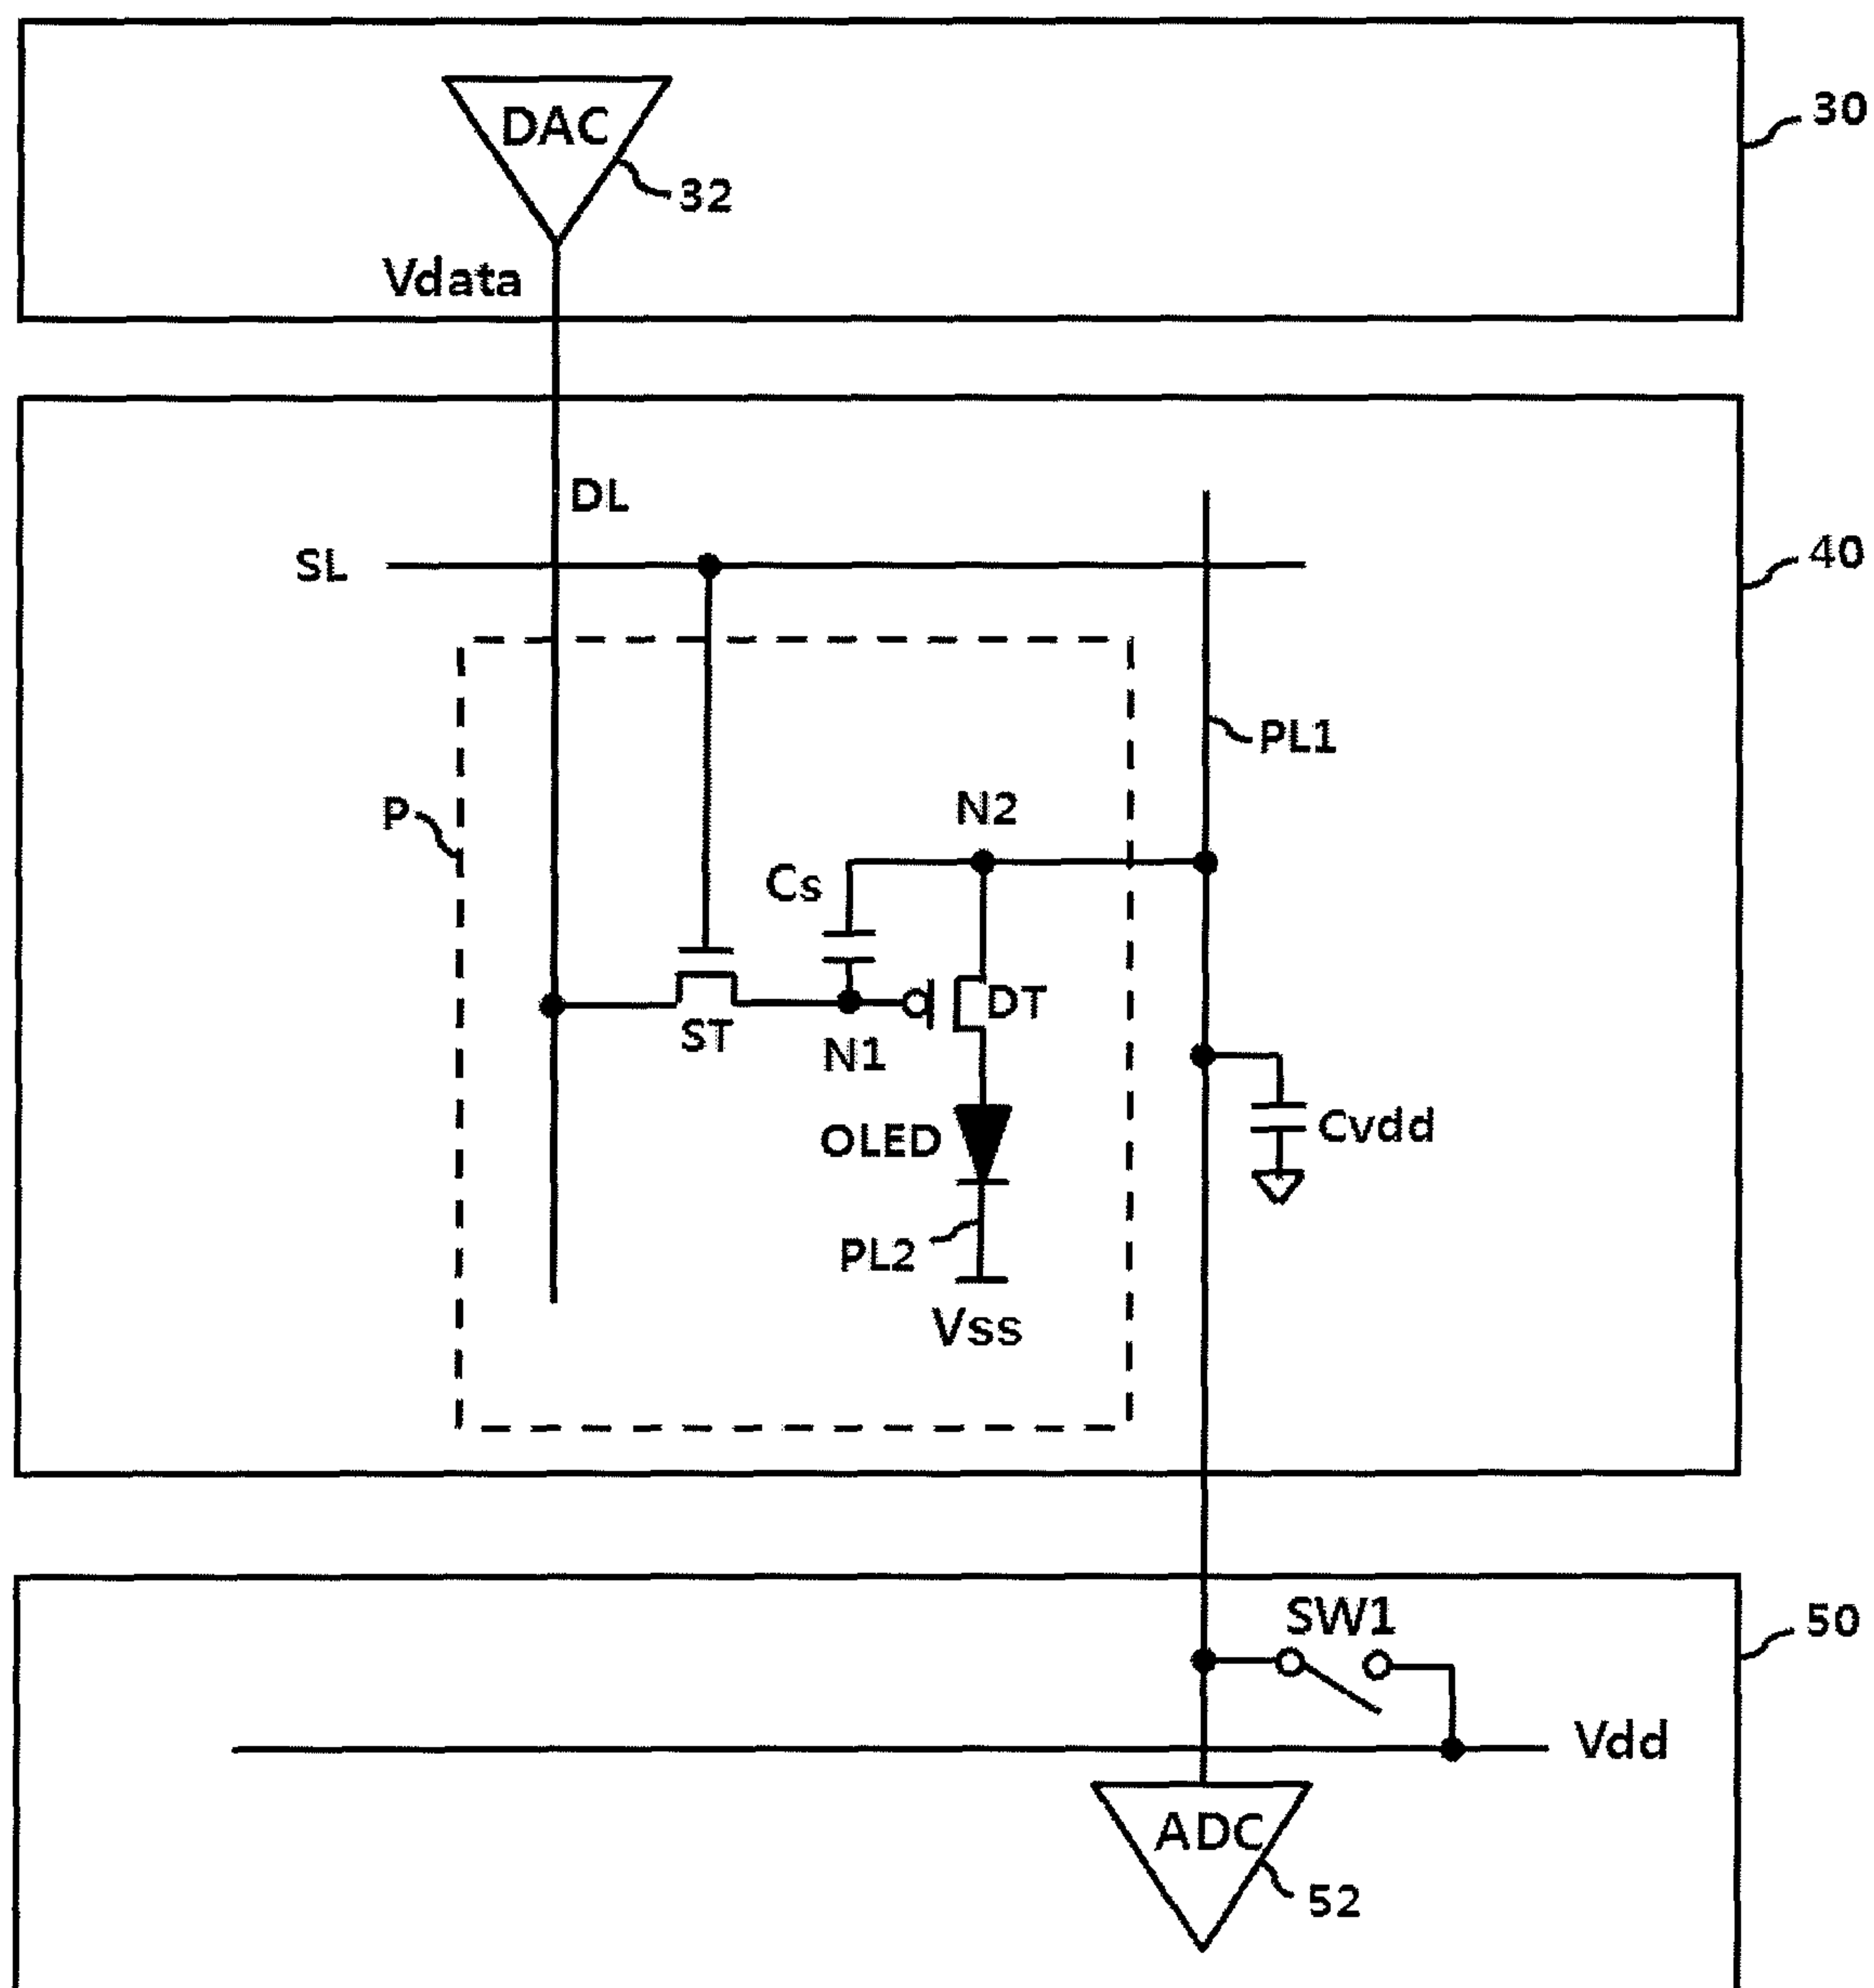 DAC
30
32
Vdata
DL
SL
40
PL1
P
N2
Cs
DT
ST
N1
Cvdd
OLED
PL2
Vss
SW1
50
Vdd
ADC
52